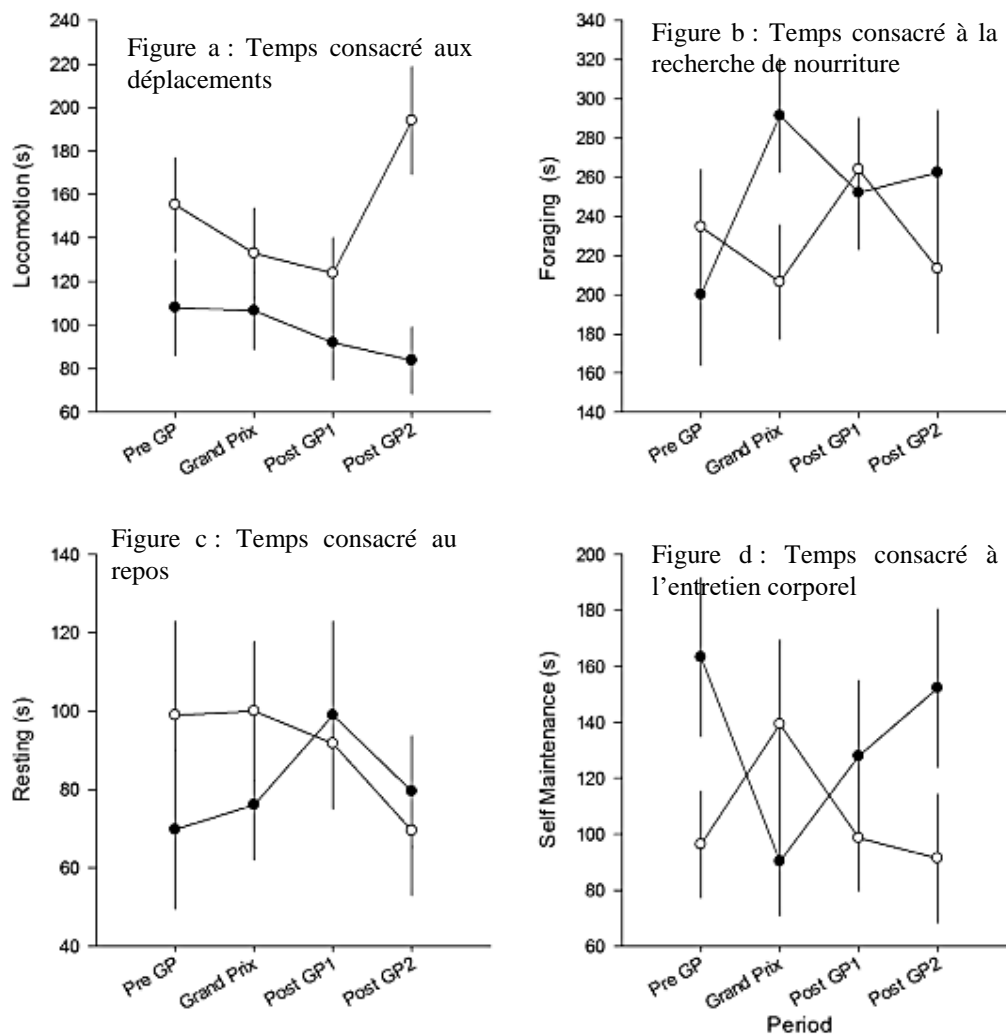 Figure a : Temps consacré aux
déplacements
240
220
200
180
160
140
120
100
80
60
Locomotion (s)
Pre GP
Grand Prix
Post GP1
Post GP2
Figure b : Temps consacré à la
recherche de nourriture
340
320
300
280
260
240
220
200
180
160
140
Foraging (s)
Pre GP
Grand Prix
Post GP1
Post GP2
Figure c : Temps consacré au
repos
140
120
100
80
60
40
Resting (s)
Pre GP
Grand Prix
Post GP1
Post GP2
Figure d : Temps consacré à
l'entretien corporel
200
180
160
140
120
100
80
60
Self Maintenance (s)
Pre GP
Grand Prix
Post GP1
Post GP2
Period